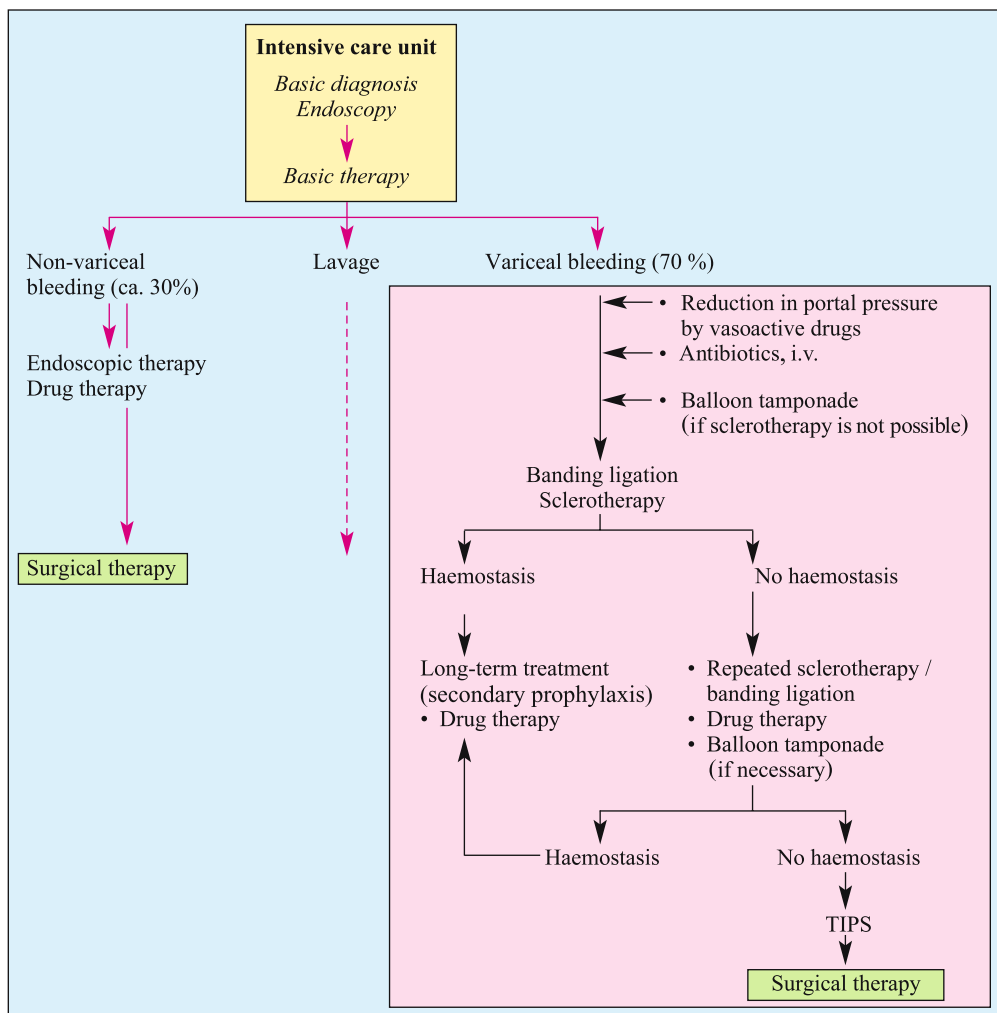 Intensive care unit
Basic diagnosis
Endoscopy
Basic therapy
Non-variceal
bleeding (ca. 30%)
Lavage
Variceal bleeding (70 %)
Endoscopic therapy
Drug therapy
Surgical therapy
• Reduction in portal pressure
by vasoactive drugs
• Antibiotics, i.v.
• Balloon tamponade
(if sclerotherapy is not possible)
Banding ligation
Sclerotherapy
Haemostasis
No haemostasis
Long-term treatment
(secondary prophylaxis)
• Drug therapy
• Repeated sclerotherapy /
banding ligation
• Drug therapy
• Balloon tamponade
(if necessary)
Haemostasis
No haemostasis
TIPS
Surgical therapy